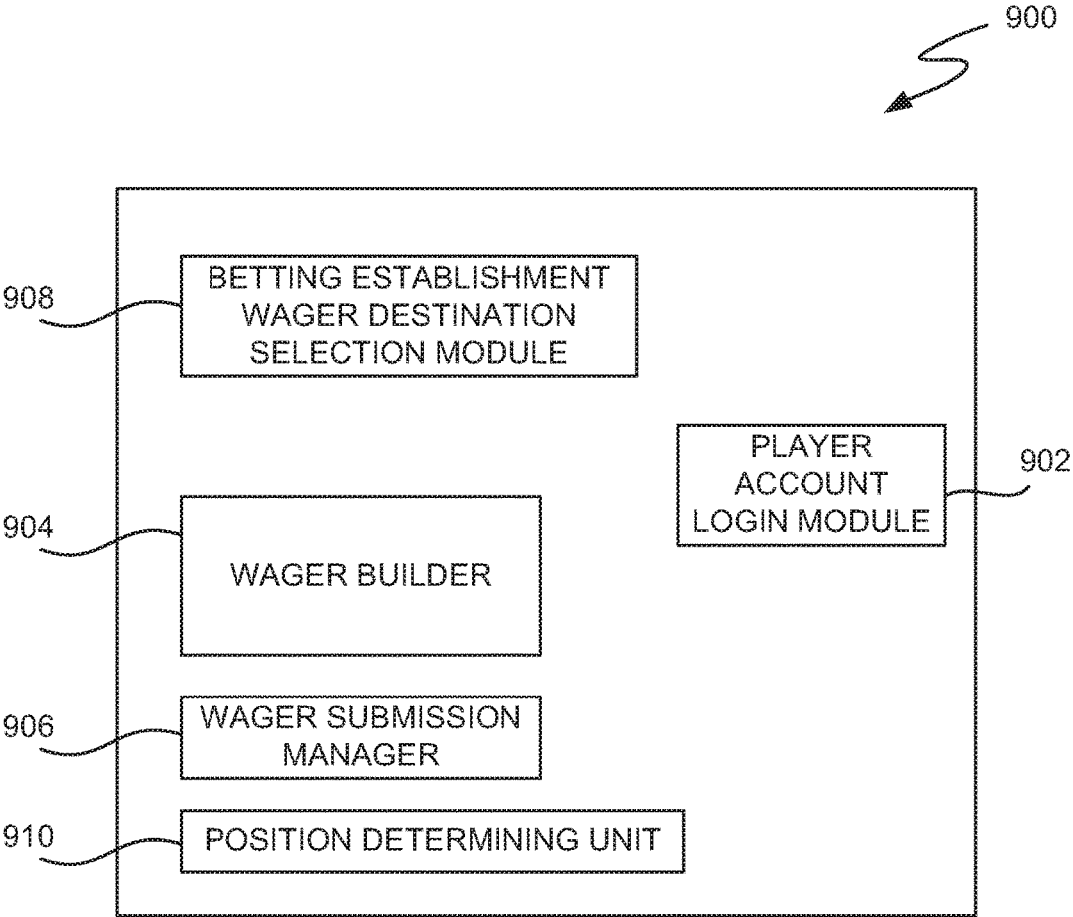 900
908
BETTING ESTABLISHMENT
WAGER DESTINATION
SELECTION MODULE
PLAYER
ACCOUNT
LOGIN MODULE
902
904
WAGER BUILDER
906
WAGER SUBMISSION
MANAGER
910
POSITION DETERMINING UNIT